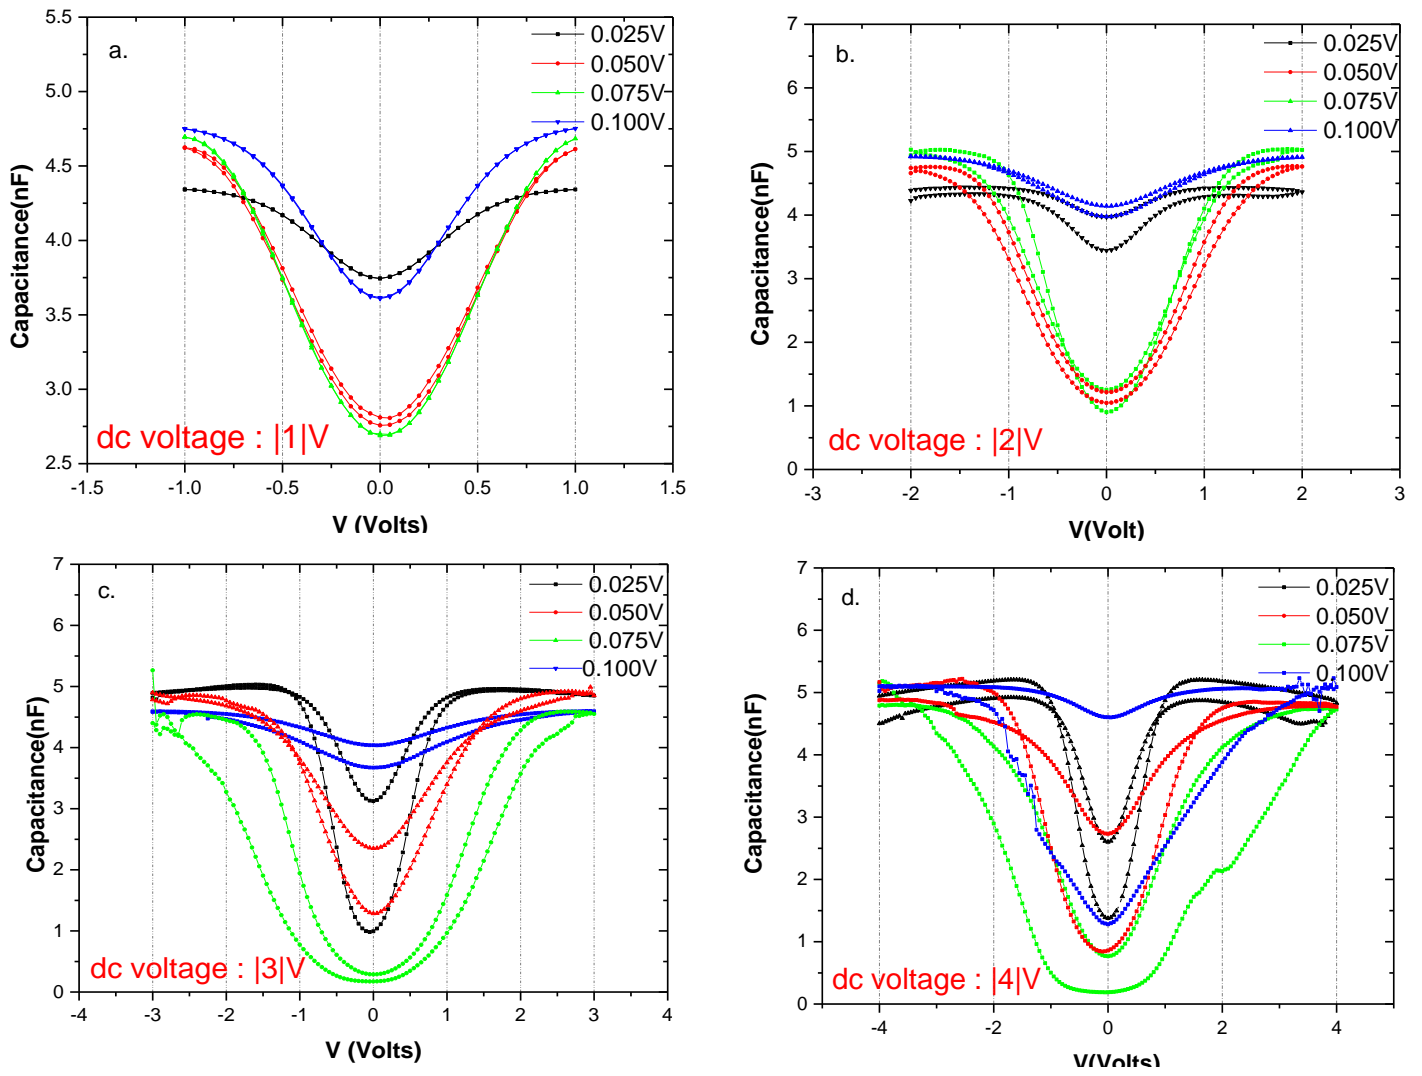 a.
0.025V
0.050V
0.075V
0.100V
5.5
5.0
4.5
4.0
3.5
3.0
2.5
Capacitance(nF)
dc voltage : |1|V
-1.5 -1.0 -0.5 0.0 0.5 1.0 1.5
V (Volts)
b.
0.025V
0.050V
0.075V
0.100V
7
6
5
4
3
2
1
0
Capacitance(nF)
dc voltage : |2|V
-3 -2 -1 0 1 2 3
V(Volt)
c.
0.025V
0.050V
0.075V
0.100V
7
6
5
4
3
2
1
0
Capacitance(nF)
dc voltage : |3|V
-4 -3 -2 -1 0 1 2 3 4
V (Volts)
d.
0.025V
0.050V
0.075V
0.100V
7
6
5
4
3
2
1
0
Capacitance(nF)
dc voltage : |4|V
-4 -2 0 2 4
V(Volts)